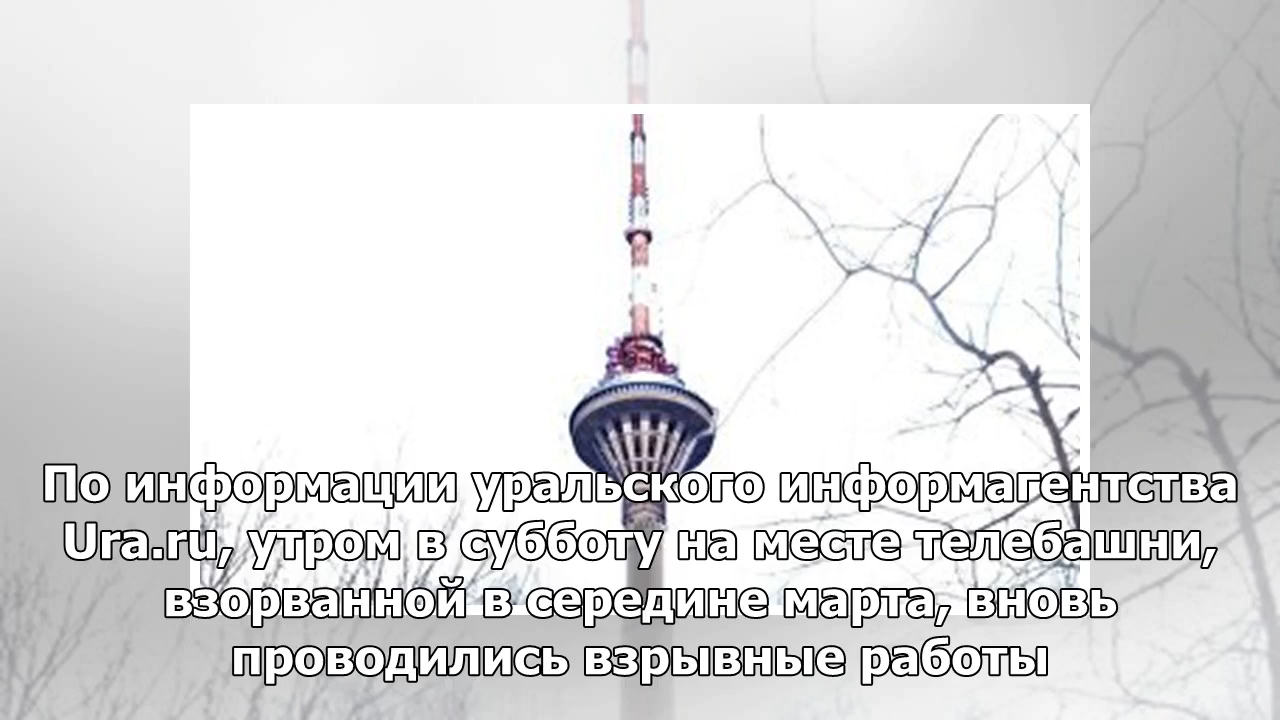 По информации уральского информагентства
Ura.ru, утром в субботу на месте телебашни,
взорванной в середине марта, вновь
проводились взрывные работы